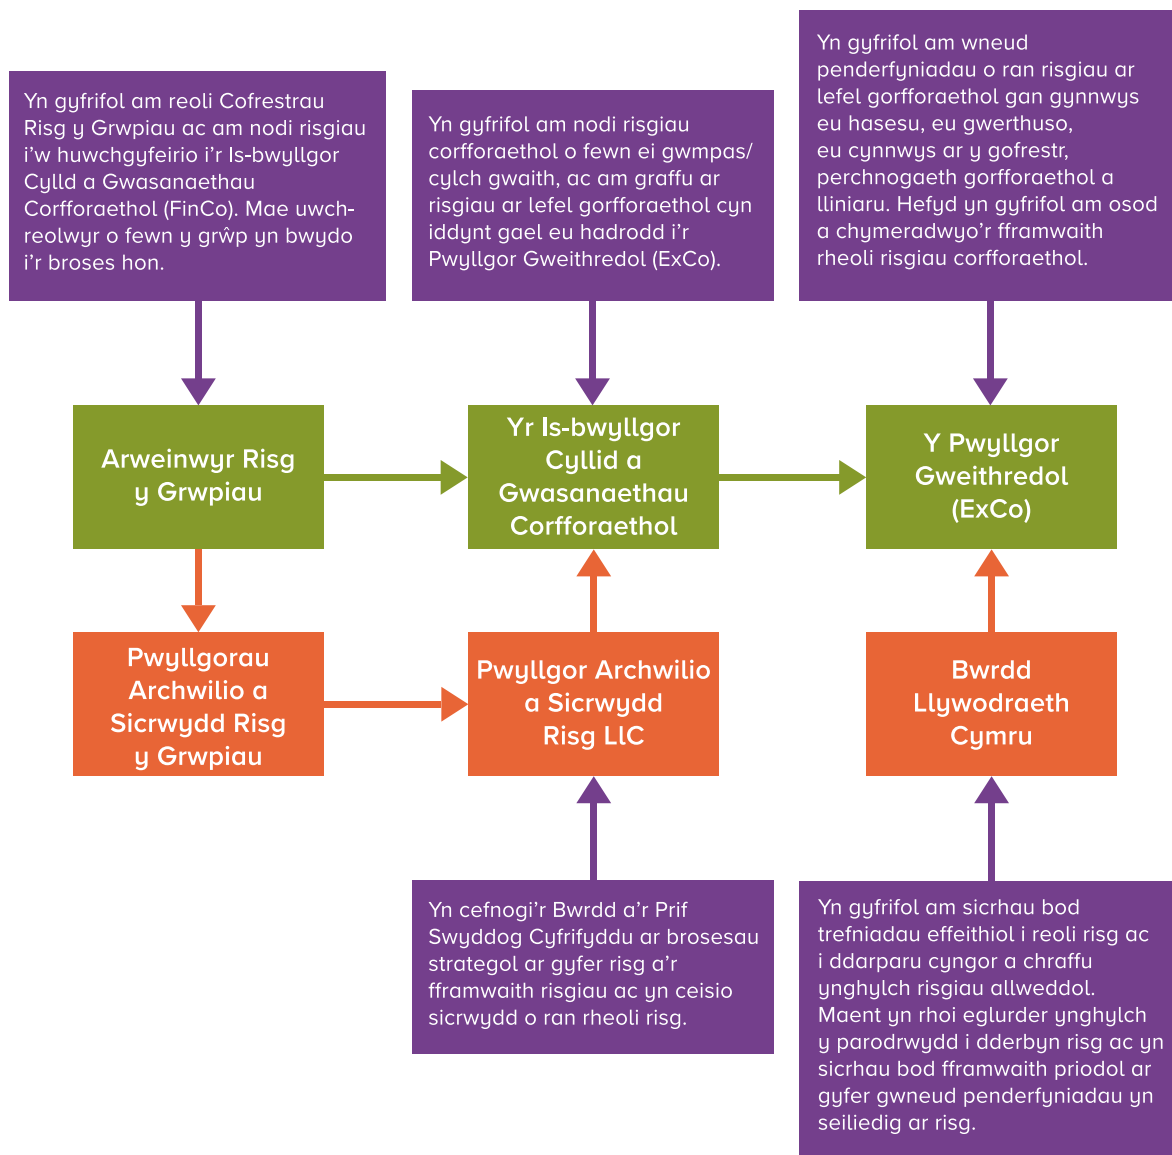 Yn gyfrifol am reoli Cofrestrau
Risg y Grwpiau ac am nodi risgiau
i'w huwchgyfeirio i'r Is-bwyllgor
Cylld a Gwasanaethau
Corfforaethol (FinCo). Mae uwch-
reolwyr o fewn y grŵp yn bwydo
i'r broses hon.
Yn gyfrifol am nodi risgiau
corfforaethol o fewn ei gwmpas/
cylch gwaith, ac am graffu ar
risgiau ar lefel gorfforaethol cyn
iddynt gael eu hadrodd i'r
Pwyllgor Gweithredol (ExCo).
Yn gyfrifol am wneud
penderfyniadau o ran risgiau ar
lefel gorfforaethol gan gynnwys
eu hasesu, eu gwerthuso,
eu cynnwys ar y gofrestr,
perchnogaeth gorfforaethol a
lliniaru. Hefyd yn gyfrifol am osod
a chymeradwyo'r fframwaith
rheoli risgiau corfforaethol.
Arweinwyr Risg
y Grwpiau
Yr Is-bwyllgor
Cyllid a
Gwasanaethau
Corfforaethol
Y Pwyllgor
Gweithredol
(ExCo)
Pwyllgorau
Archwilio a
Sicrwydd Risg
y Grwpiau
Pwyllgor Archwilio
a Sicrwydd
Risg LlC
Bwrdd
Llywodraeth
Cymru
Yn cefnogi'r Bwrdd a'r Prif
Swyddog Cyfrifyddu ar brosesau
strategol ar gyfer risg a'r
fframwaith risgiau ac yn ceisio
sicrwydd o ran rheoli risg.
Yn gyfrifol am sicrhau bod
trefniadau effeithiol i reoli risg ac
i ddarparu cyngor a chraffu
ynghylch risgiau allweddol.
Maent yn rhoi eglurder ynghylch
y parodrwydd i dderbyn risg ac yn
sicrhau bod fframwaith priodol ar
gyfer gwneud penderfyniadau yn
seiliedig ar risg.